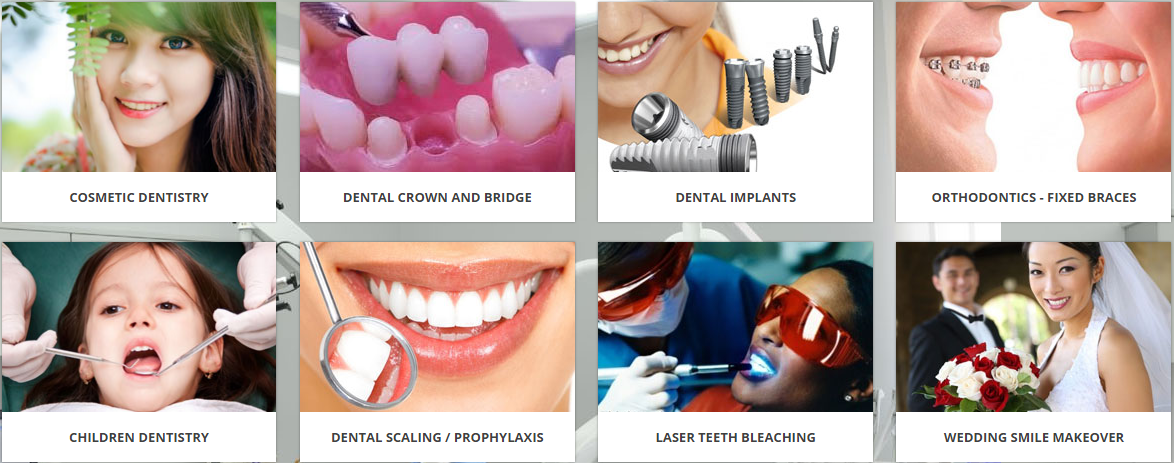 COSMETIC DENTISTRY
DENTAL CROWN AND BRIDGE
DENTAL IMPLANTS
ORTHODONTICS - FIXED BRACES
CHILDREN DENTISTRY
DENTAL SCALING / PROPHYLAXIS
LASER TEETH BLEACHING
WEDDING SMILE MAKEOVER